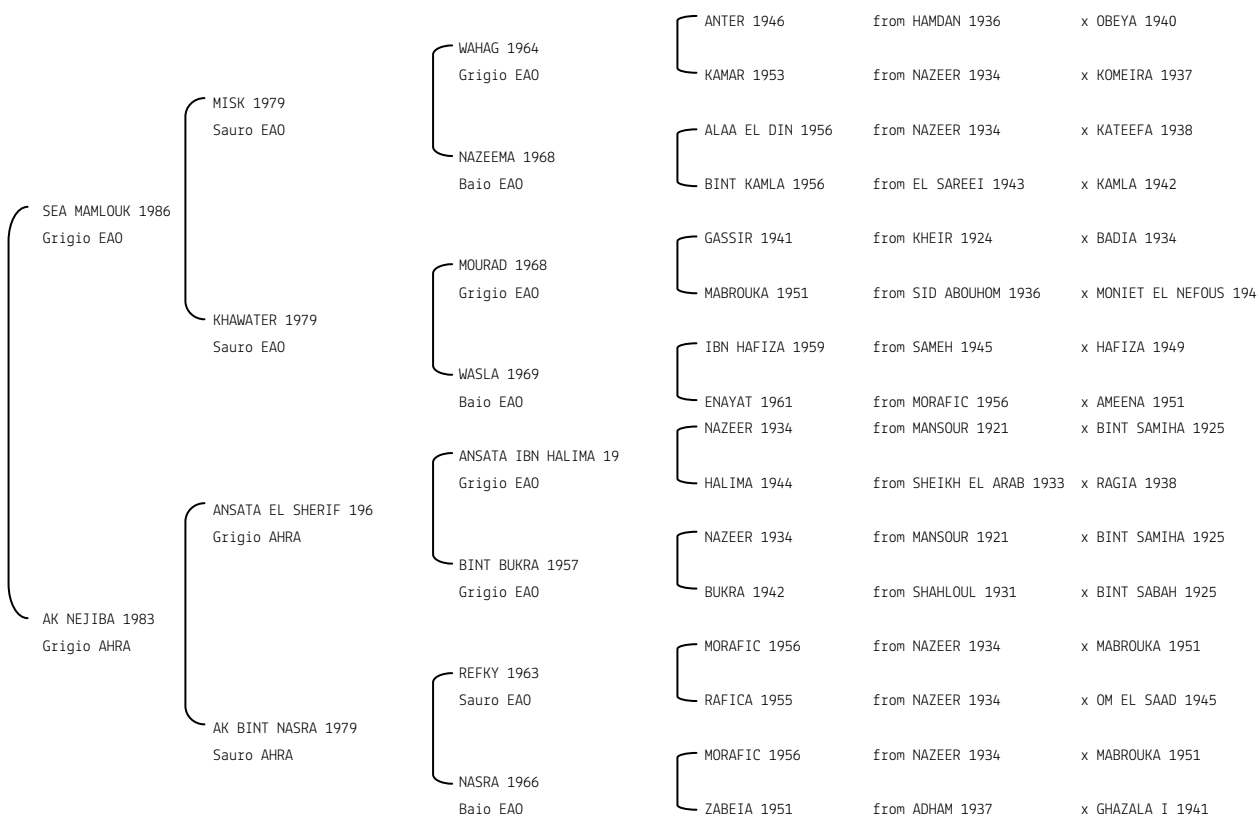 ANTER 1946 from HAMDAN 1936 x OBEYA 1940
WAHAG 1964
Grigio EAO
KAMAR 1953 from NAZEER 1934 x KOMEIRA 1937
MISK 1979
Sauro EAO
ALAA EL DIN 1956 from NAZEER 1934 x KATEEFA 1938
NAZEEMA 1968
Baio EAO
BINT KAMLA 1956 from EL SAREEI 1943 x KAMLA 1942
SEA MAMLOUK 1986
Grigio EAO
GASSIR 1941 from KHEIR 1924 x BADIA 1934
MOURAD 1968
Grigio EAO
MABROUKA 1951 from SID ABOUHOM 1936 x MONIET EL NEFOUS 194
KHAWATER 1979
Sauro EAO
IBN HAFIZA 1959 from SAMEH 1945 x HAFIZA 1949
WASLA 1969
Baio EAO
ENAYAT 1961 from MORAFIC 1956 x AMEENA 1951
NAZEER 1934 from MANSOUR 1921 x BINT SAMIHA 1925
ANSATA IBN HALIMA 19
Grigio EAO
HALIMA 1944 from SHEIKH EL ARAB 1933 x RAGIA 1938
ANSATA EL SHERIF 196
Grigio AHRA
NAZEER 1934 from MANSOUR 1921 x BINT SAMIHA 1925
BINT BUKRA 1957
Grigio EAO
BUKRA 1942 from SHAHLOUL 1931 x BINT SABAH 1925
AK NEJIBA 1983
Grigio AHRA
MORAFIC 1956 from NAZEER 1934 x MABROUKA 1951
REFKY 1963
Sauro EAO
RAFICA 1955 from NAZEER 1934 x OM EL SAAD 1945
AK BINT NASRA 1979
Sauro AHRA
MORAFIC 1956 from NAZEER 1934 x MABROUKA 1951
NASRA 1966
Baio EAO
ZABEIA 1951 from ADHAM 1937 x GHAZALA I 1941